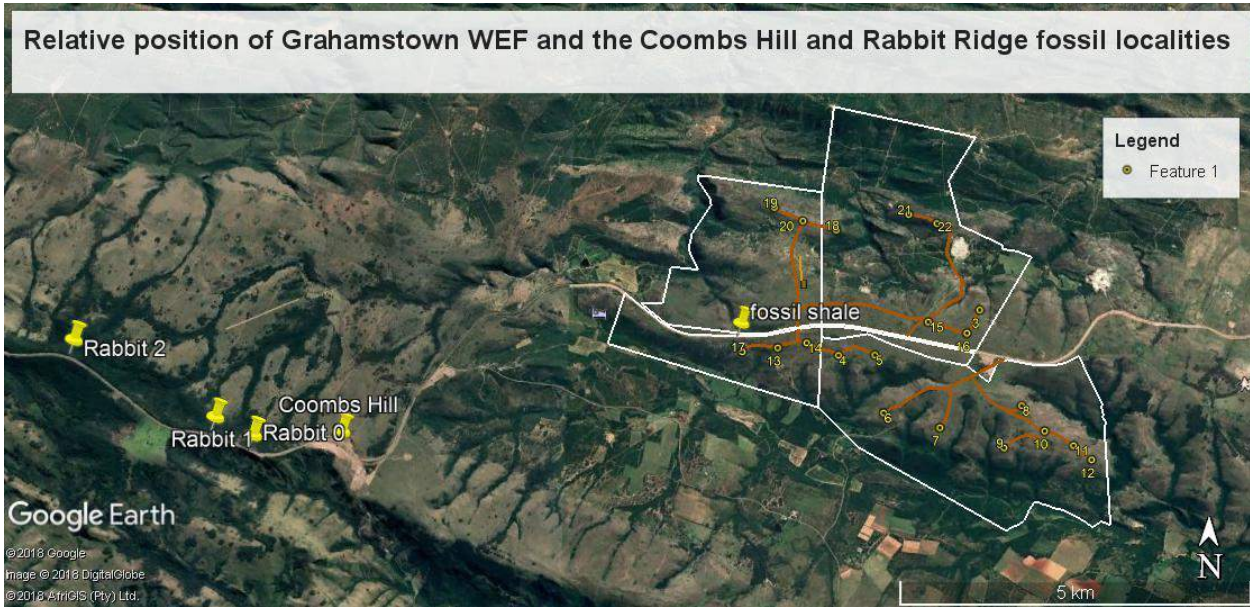 Relative position of Grahamstown WEF and the Coombs Hill and Rabbit Ridge fossil localities
Legend
Feature 1
19
20
18
21
22
fossil shale
3
15
16
17
13
14
4
5
Rabbit 2
Coombs Hill
Rabbit 1
Rabbit 0
6
7
8
9
10
11
12
Google Earth
©2018 Google
Image © 2018 DigitalGlobe
©2018 AfriGIS (Pty) Ltd.
N
5 km